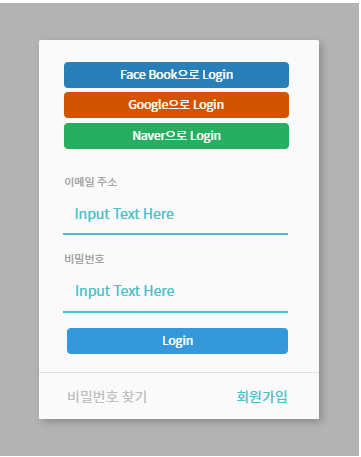 Face Book으로 Login
Google으로 Login
Naver으로 Login
이메일 주소
Input Text Here
비밀번호
Input Text Here
Login
비밀번호 찾기 회원가입